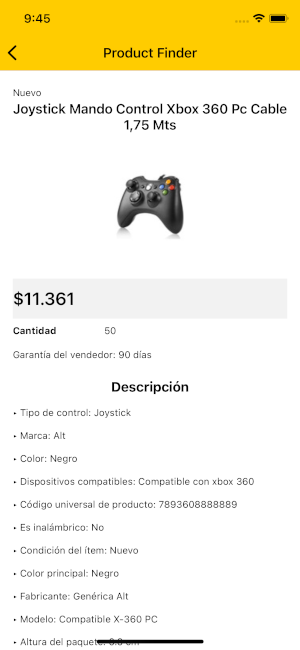 9:45
Product Finder
Nuevo
Joystick Mando Control Xbox 360 Pc Cable
1,75 Mts
$11.361
Cantidad 50
Garantía del vendedor: 90 días
Descripción
• Tipo de control: Joystick
• Marca: Alt
• Color: Negro
• Dispositivos compatibles: Compatible con xbox 360
• Código universal de producto: 7893608888889
• Es inalámbrico: No
• Condición del ítem: Nuevo
• Color principal: Negro
• Fabricante: Genérica Alt
• Modelo: Compatible X-360 PC
• Altura del paquete: